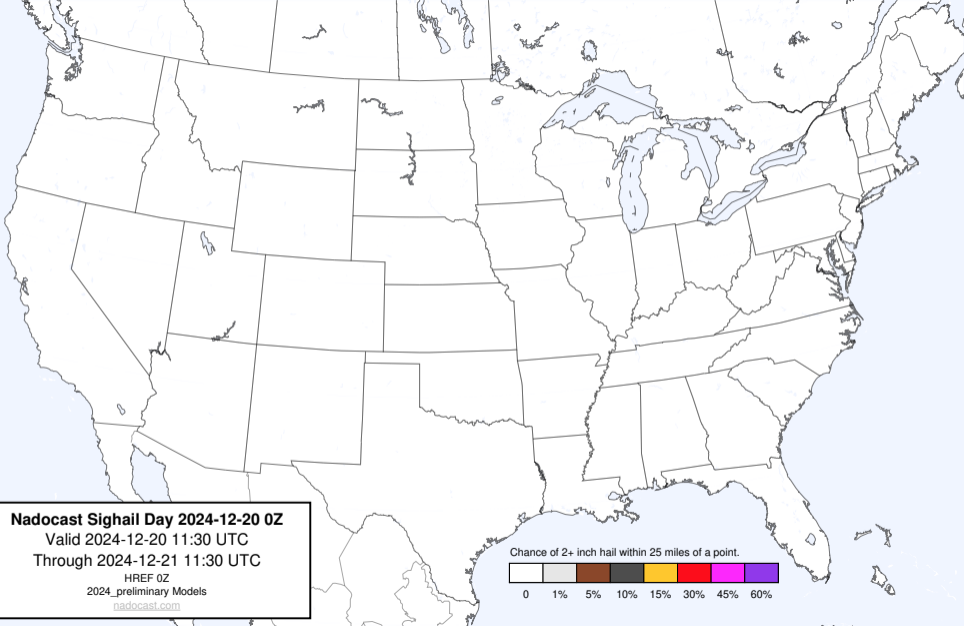 Nadocast Sighail Day 2024-12-20 0Z
Valid 2024-12-20 11:30 UTC
Through 2024-12-21 11:30 UTC
HREF 0Z
2024_preliminary Models
nadocast.com
Chance of 2+ inch hail within 25 miles of a point.
0 1% 5% 10% 15% 30% 45% 60%